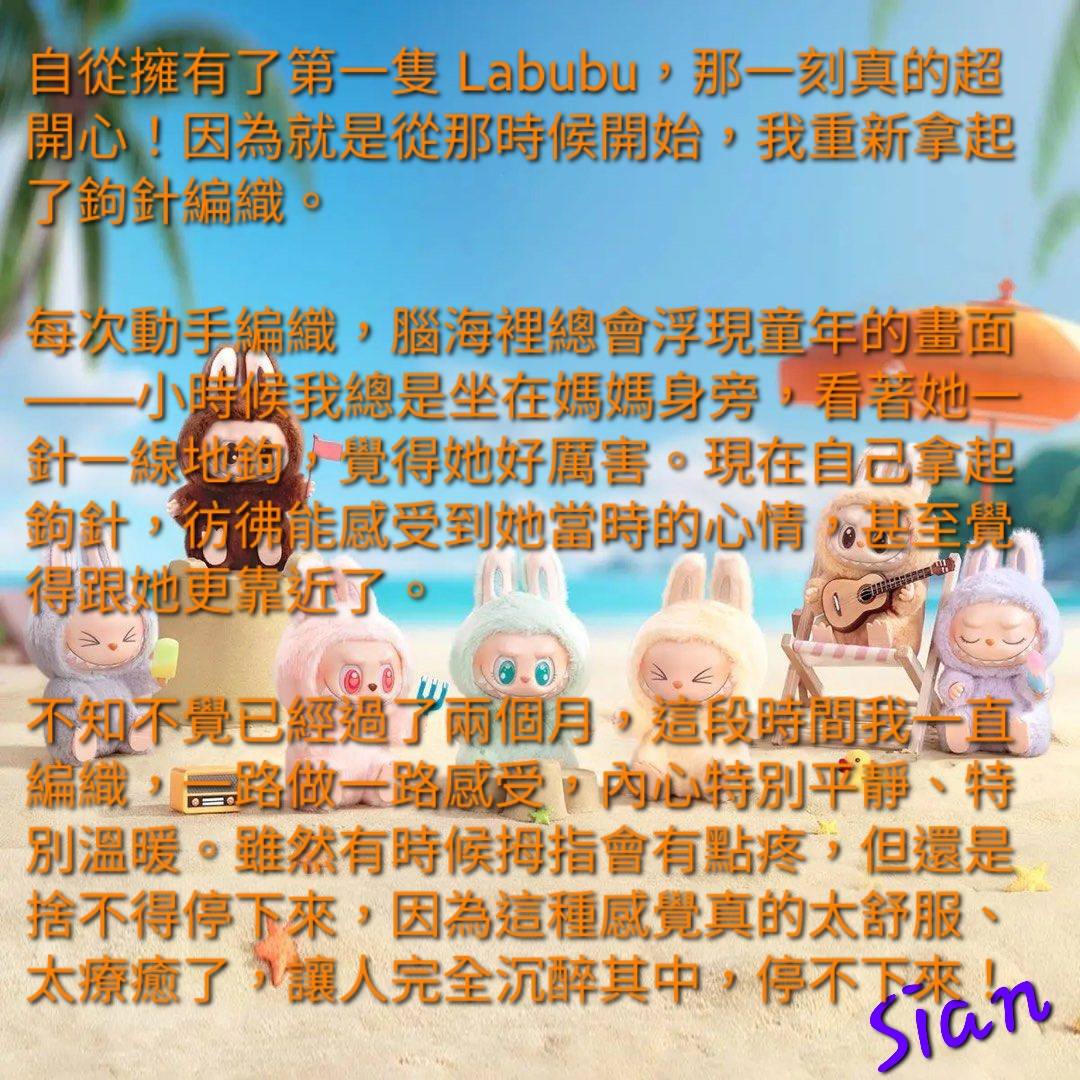 自從擁有了第一隻 Labubu，那一刻真的超
開心！因為就是從那時候開始，我重新拿起
了鉤針編織。
每次動手編織，腦海裡總會浮現童年的畫面
——小時候我總是坐在媽媽身旁，看著她一
針一線地鉤，覺得她好厲害。現在自己拿起
鉤針，彷彿能感受到她當時的心情，甚至覺
得跟她更靠近了。
不知不覺已經過了兩個月，這段時間我一直
編織，一路做一路感受，內心特別平靜、特
別溫暖。雖然有時候拇指會有點疼，但還是
捨不得停下來，因為這種感覺真的太舒服、
太療癒了，讓人完全沉醉其中，停不下來！
sian